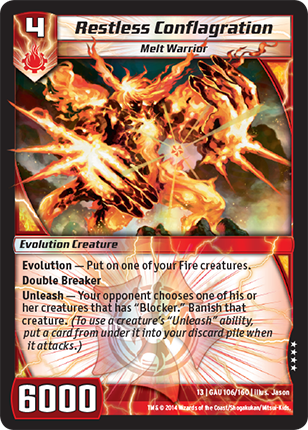 4
Restless Conflagration
Melt Warrior
Evolution Creature
Evolution — Put on one of your Fire creatures.
Double Breaker
Unleash — Your opponent chooses one of his or
her creatures that has “Blocker.” Banish that
creature. (To use a creature’s “Unleash” ability,
put a card from under it into your discard pile when
it attacks.)
6000
13 | GAU 106/160 | Illus. Jason
TM & © 2014 Wizards of the Coast/Shogakukan/Mitsui-Kids.